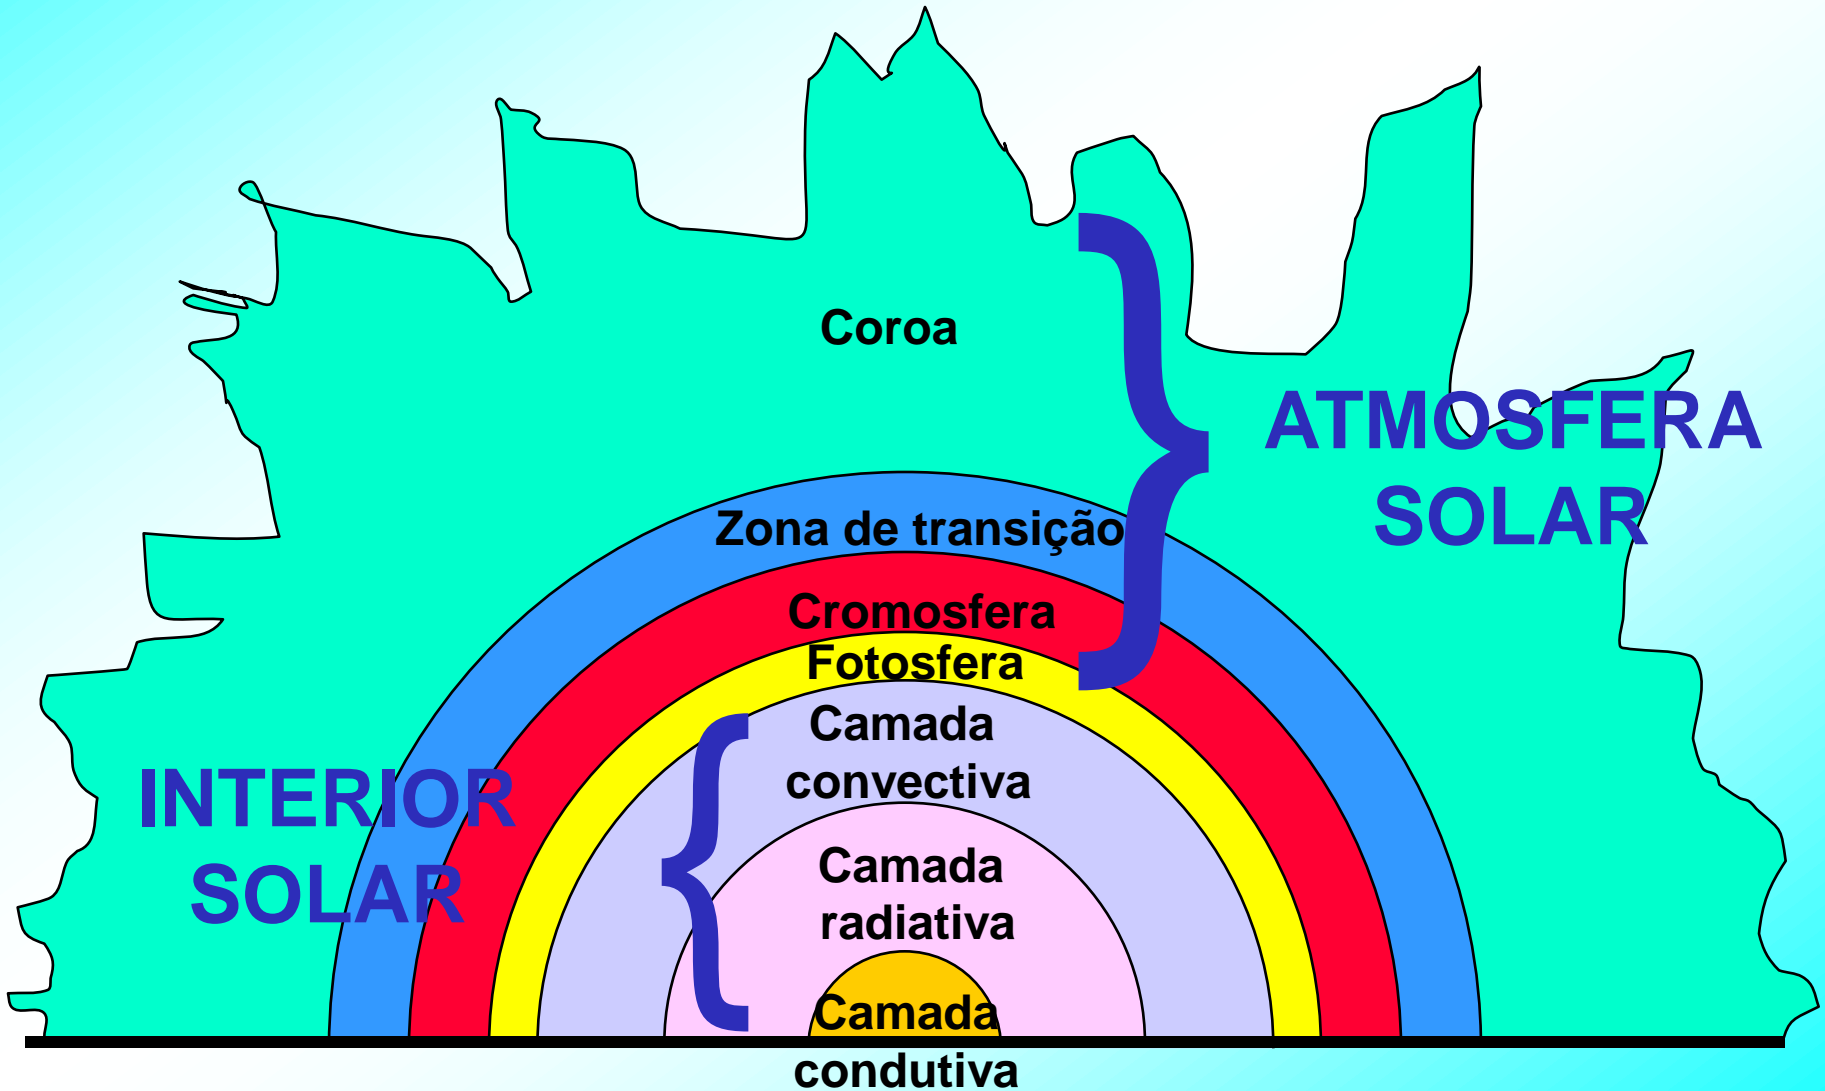 Coroa
ATMOSFERA
SOLAR
Zona de transição
Cromosfera
Fotosfera
Camada
convectiva
INTERIOR
SOLAR
Camada
radiativa
Camada
condutiva